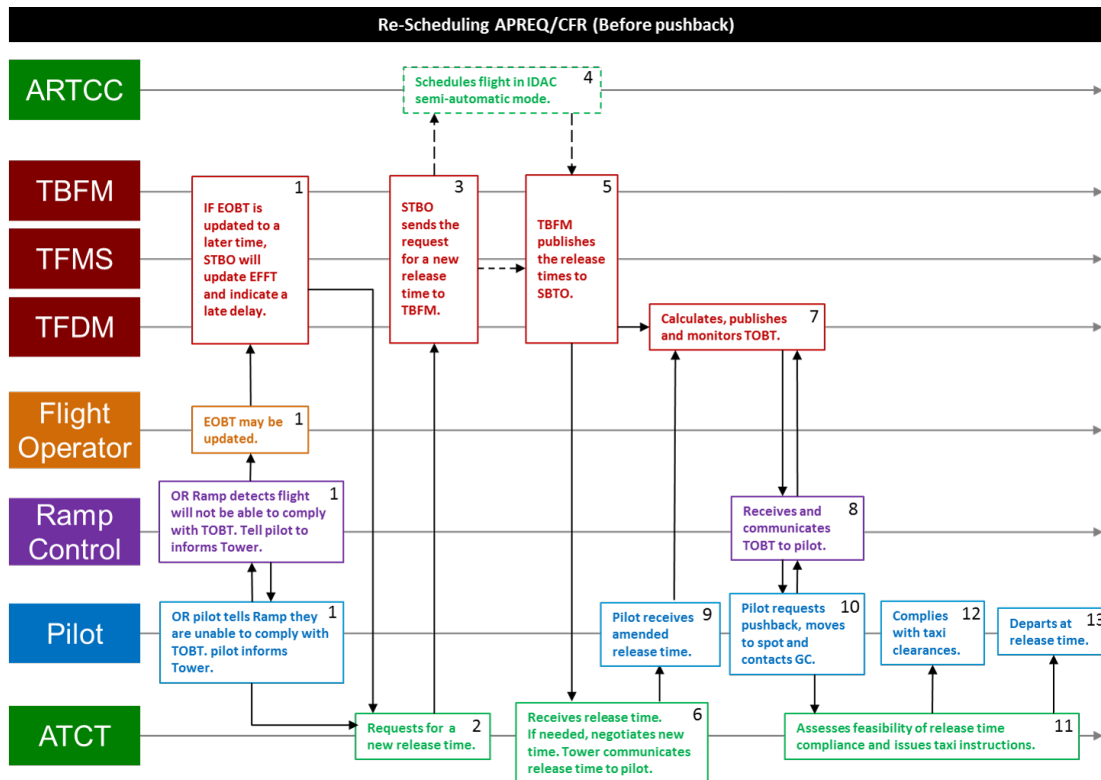 Re-Scheduling APREQ/CFR (Before pushback)
ARTCC
Schedules flight in IDAC
semi-automatic mode.
4
TBFM
TFMS
TFDM
1
IF EOBT is
updated to a
later time,
STBO will
update EFFT
and indicate a
late delay.
3
STBO
sends the
request
for a new
release
time to
TBFM.
5
TBFM
publishes
the release
times to
SBTO.
Calculates, publishes
and monitors TOBT.
7
Flight
Operator
EOBT may be
updated.
1
Ramp
Control
OR Ramp detects flight
will not be able to comply
with TOBT. Tell pilot to
informs Tower.
1
Receives and
communicates
TOBT to pilot.
8
Pilot
OR pilot tells Ramp they
are unable to comply with
TOBT. pilot informs
Tower.
1
Pilot receives
amended
release time.
9
Pilot requests
pushback, moves
to spot and
contacts GC.
10
Complies
with taxi
clearances.
12
Departs at
release time.
13
ATCT
Requests for a
new release time.
2
Receives release time.
If needed, negotiates new
time. Tower communicates
release time to pilot.
6
Assesses feasibility of release time
compliance and issues taxi instructions.
11